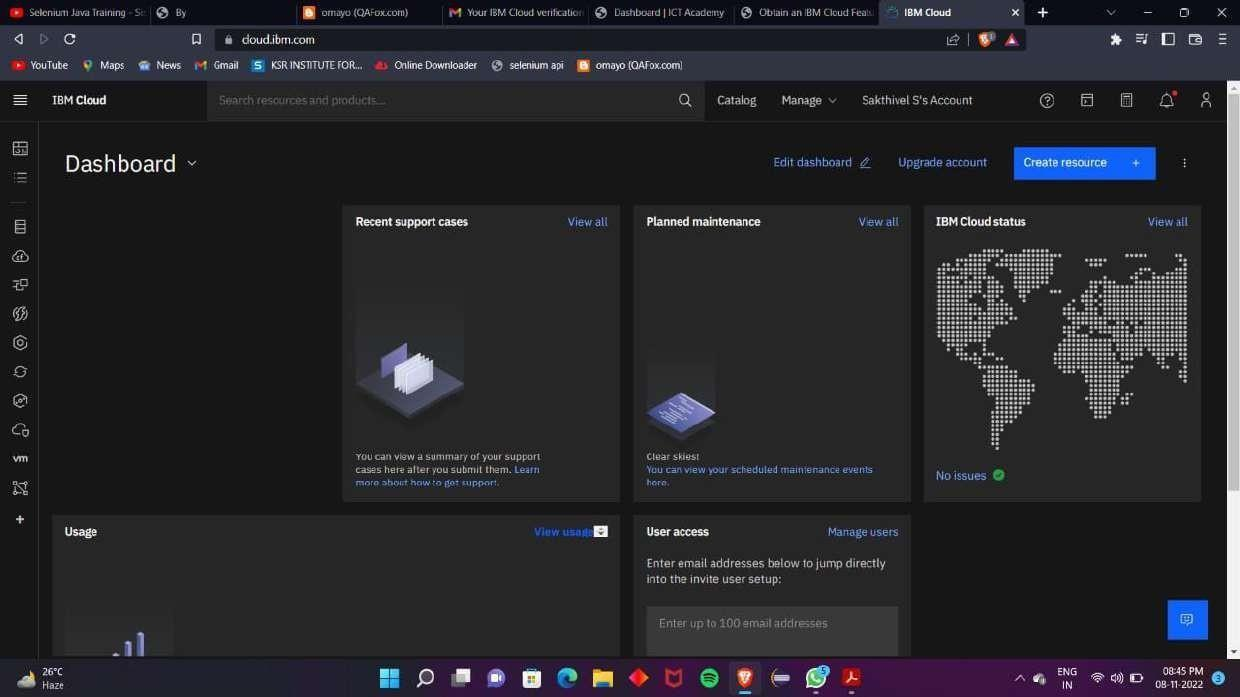 Selenium Java Training - Se
By
omayo (QAFox.com)
Your IBM Cloud verification
Dashboard | ICT Academy
Obtain an IBM Cloud Featu
IBM Cloud
cloud.ibm.com
YouTube
Maps
News
Gmail
KSR INSTITUTE FOR...
Online Downloader
selenium api
omayo (QAFox.com)
IBM Cloud
Search resources and products...
Catalog
Manage
Sakthivel S's Account
Dashboard
Edit dashboard
Upgrade account
Create resource +
Recent support cases
View all
You can view a summary of your support
cases here after you submit them. Learn
more about how to get support.
Planned maintenance
View all
Clear skies!
You can view your scheduled maintenance events
here.
IBM Cloud status
View all
No issues
vm
Usage
View usage
User access
Manage users
Enter email addresses below to jump directly
into the invite user setup:
Enter up to 100 email addresses
26°C
Haze
5
ENG
IN
08:45 PM
08-11-2022
3